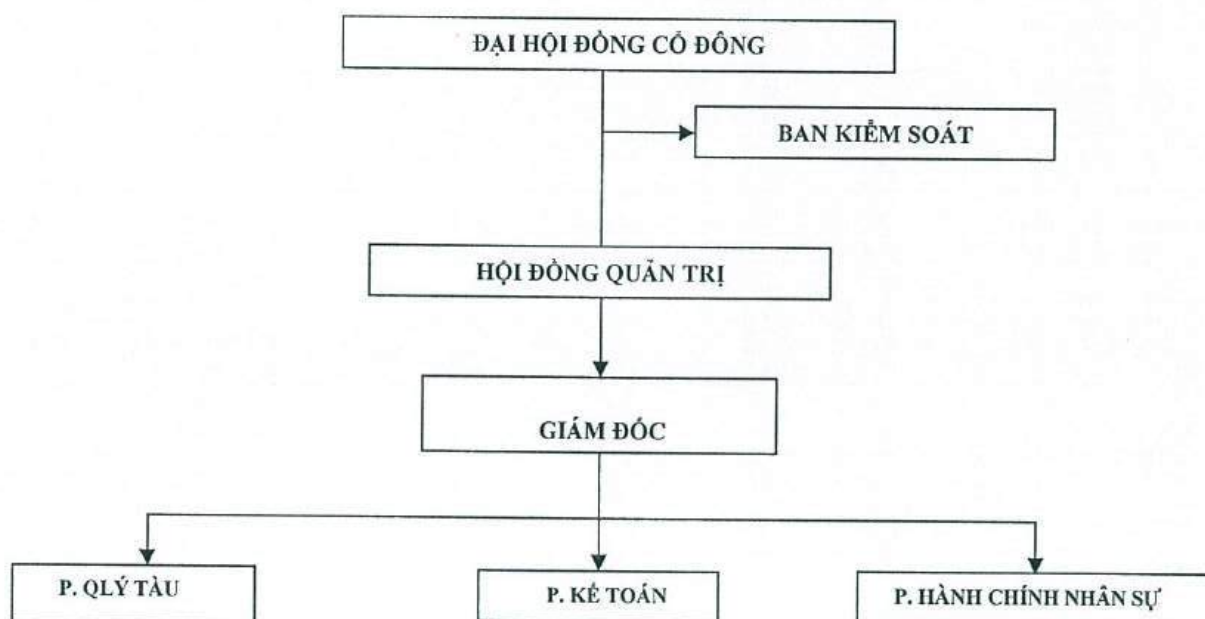 ĐẠI HỘI ĐỒNG CỔ ĐÔNG
BAN KIỂM SOÁT
HỘI ĐỒNG QUẢN TRỊ
GIÁM ĐỐC
P. QLÝ TÀU
P. KẾ TOÁN
P. HÀNH CHÍNH NHÂN SỰ